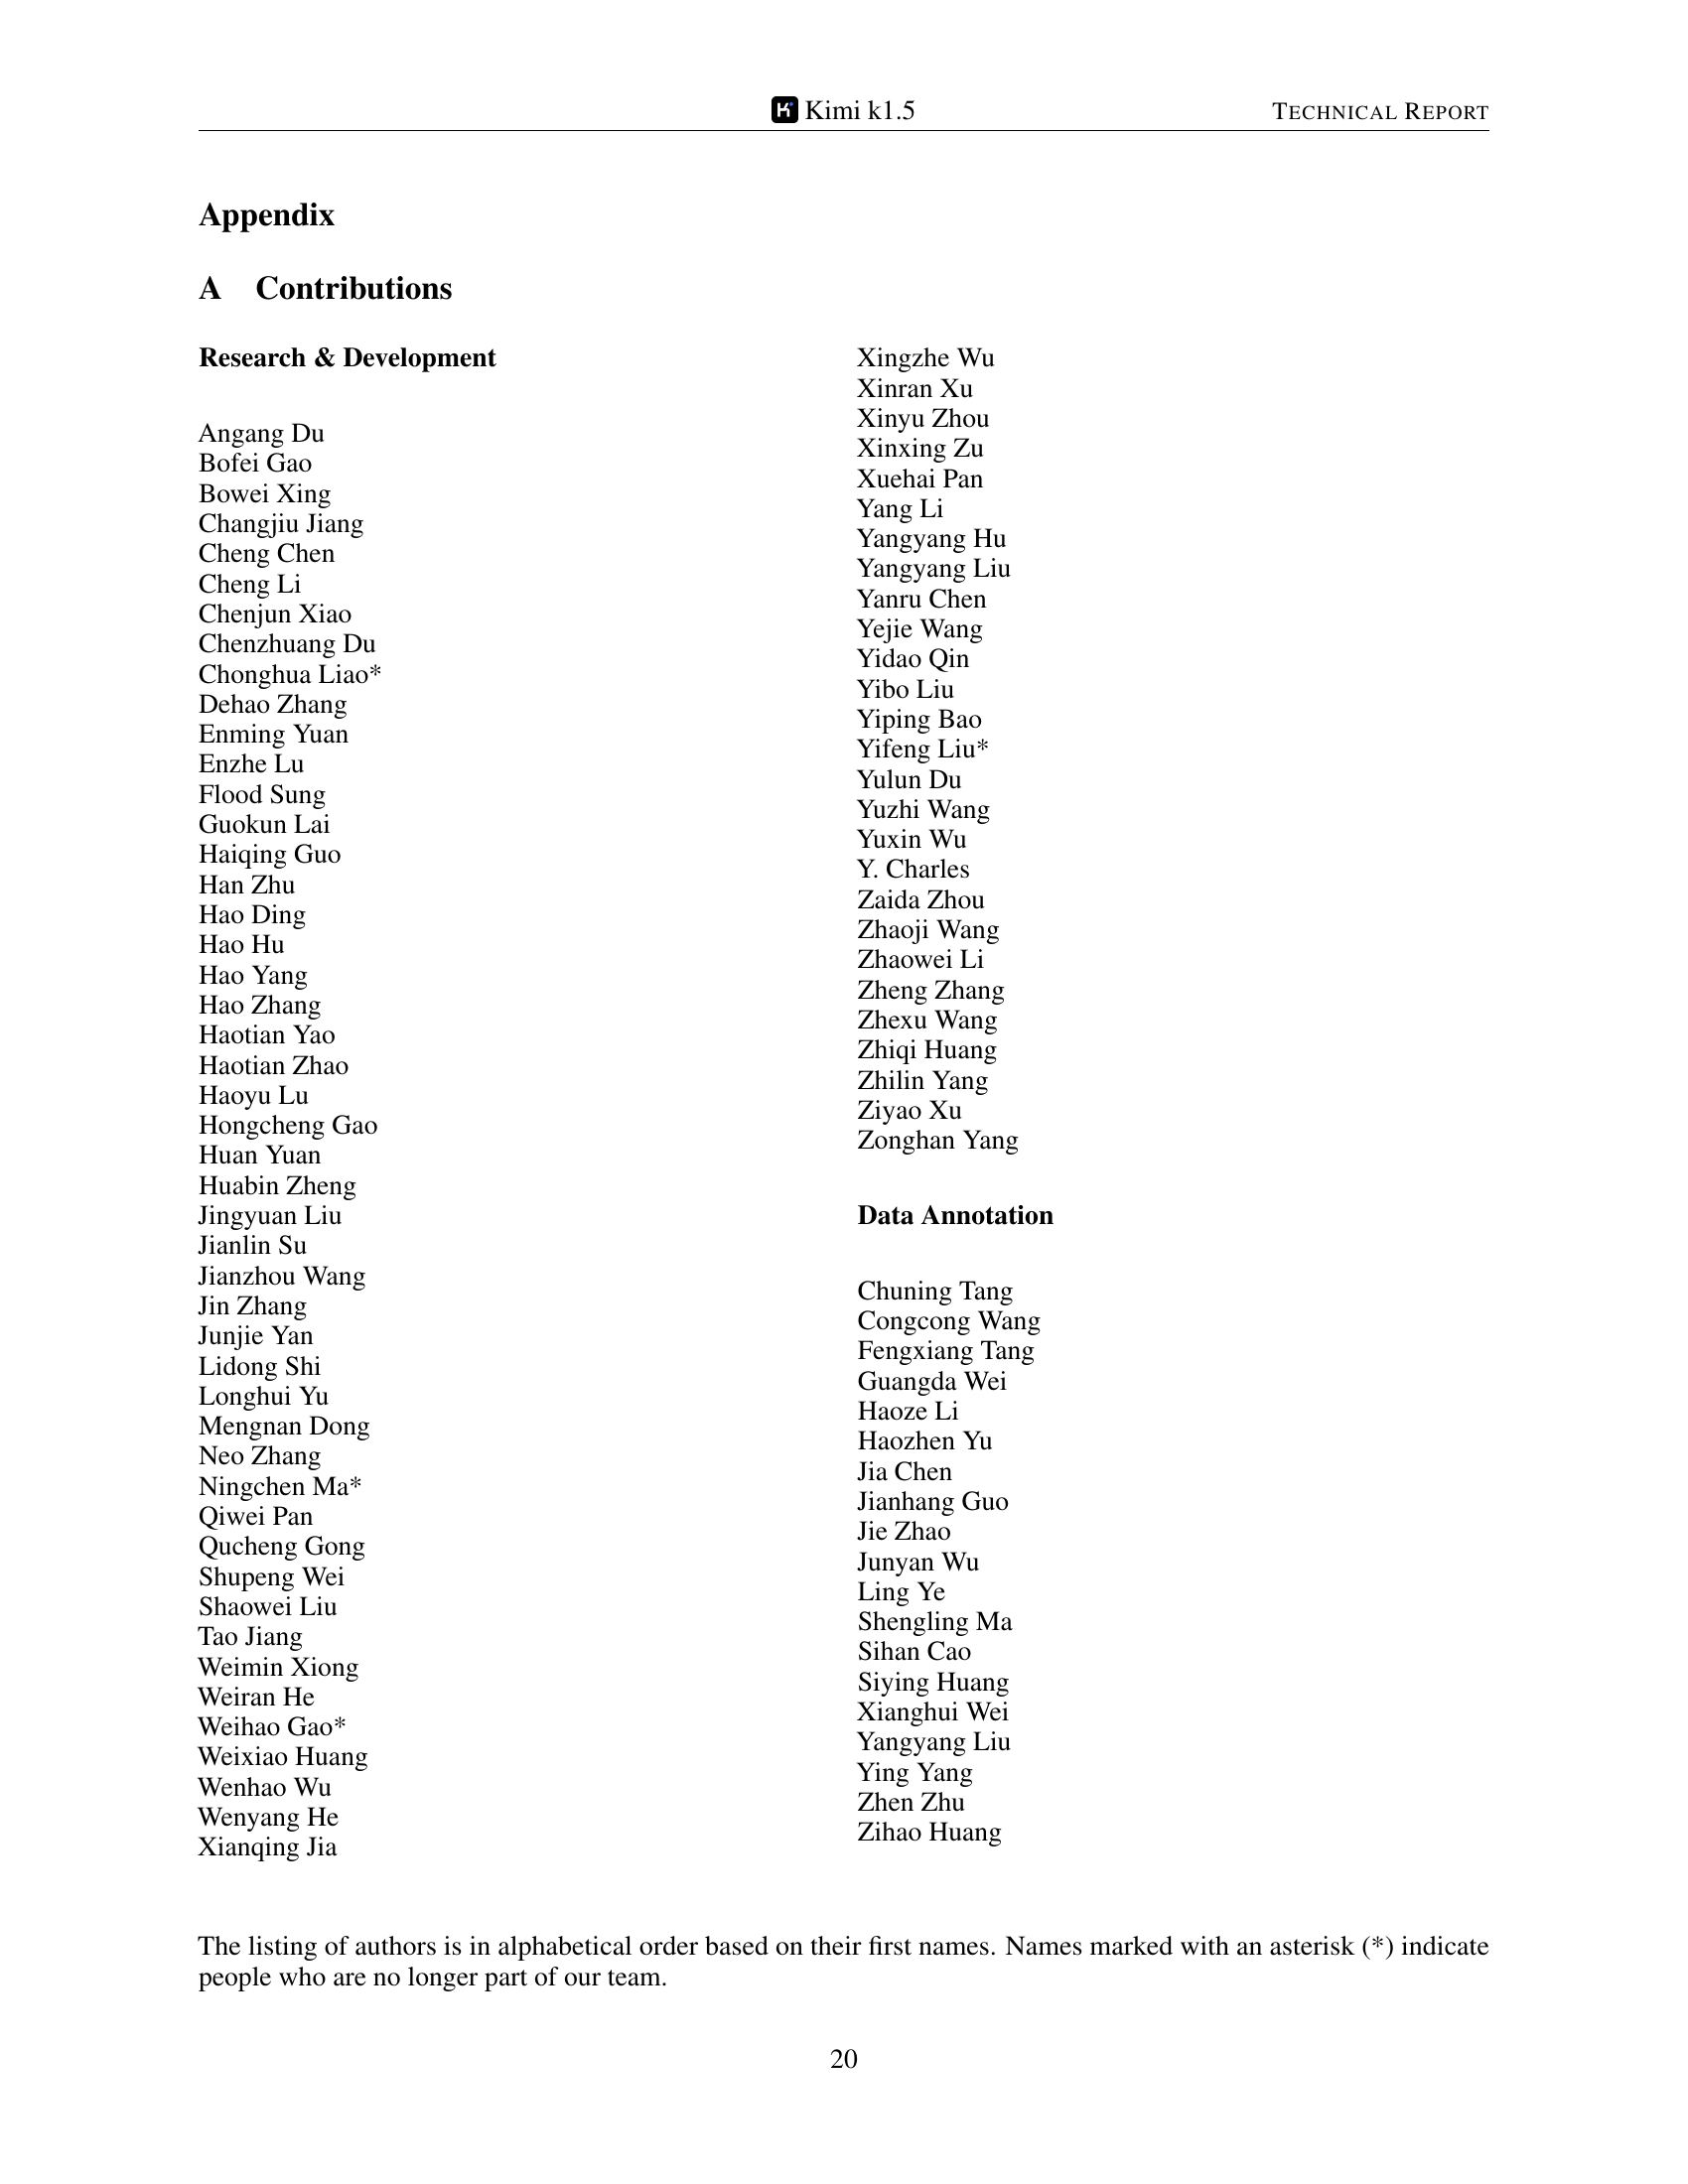 Kimi k1.5
TECHNICAL REPORT
Appendix
A Contributions
Research & Development
Angang Du
Bofei Gao
Bowei Xing
Changjiu Jiang
Cheng Chen
Cheng Li
Chenjun Xiao
Chenzhuang Du
Chonghua Liao*
Dehao Zhang
Enming Yuan
Enzhe Lu
Flood Sung
Guokun Lai
Haiqing Guo
Han Zhu
Hao Ding
Hao Hu
Hao Yang
Hao Zhang
Haotian Yao
Haotian Zhao
Haoyu Lu
Hongcheng Gao
Huan Yuan
Huabin Zheng
Jingyuan Liu
Jianlin Su
Jianzhou Wang
Jin Zhang
Junjie Yan
Lidong Shi
Longhui Yu
Mengnan Dong
Neo Zhang
Ningchen Ma*
Qiwei Pan
Qucheng Gong
Shupeng Wei
Shaowei Liu
Tao Jiang
Weimin Xiong
Weiran He
Weihao Gao*
Weixiao Huang
Wenhao Wu
Wenyang He
Xianqing Jia
Xingzhe Wu
Xinran Xu
Xinyu Zhou
Xinxing Zu
Xuehai Pan
Yang Li
Yangyang Hu
Yangyang Liu
Yanru Chen
Yejie Wang
Yidao Qin
Yibo Liu
Yiping Bao
Yifeng Liu*
Yulun Du
Yuzhi Wang
Yuxin Wu
Y. Charles
Zaida Zhou
Zhaoji Wang
Zhaowei Li
Zheng Zhang
Zhexu Wang
Zhiqi Huang
Zhilin Yang
Ziyao Xu
Zonghan Yang
Data Annotation
Chuning Tang
Congcong Wang
Fengxiang Tang
Guangda Wei
Haoze Li
Haozhen Yu
Jia Chen
Jianhang Guo
Jie Zhao
Junyan Wu
Ling Ye
Shengling Ma
Sihan Cao
Siying Huang
Xianghui Wei
Yangyang Liu
Ying Yang
Zhen Zhu
Zihao Huang
The listing of authors is in alphabetical order based on their first names. Names marked with an asterisk (*) indicate
people who are no longer part of our team.
20